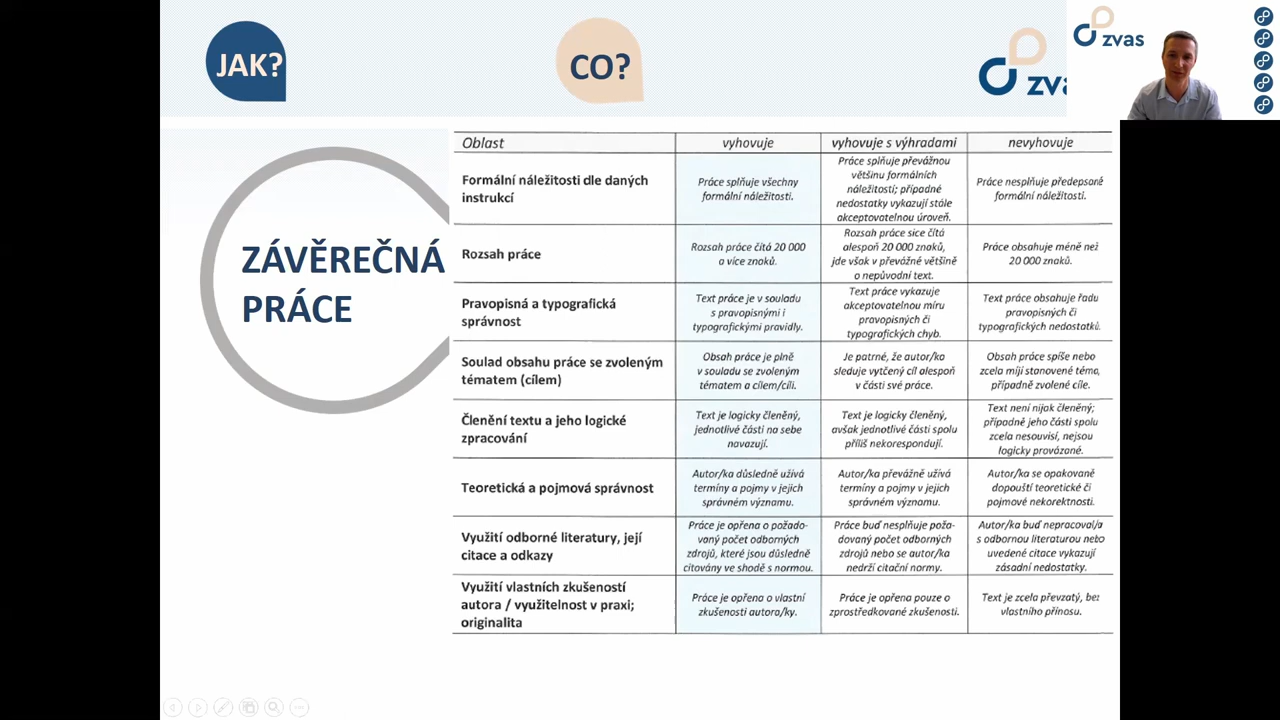 JAK?
CO?
zvas
zvas
ZÁVĚREČNÁ
PRÁCE
Oblast
vyhovuje
vyhovuje s výhradami
nevyhovuje
Formální náležitosti dle daných
instrukcí
Práce splňuje všechny
formální náležitosti.
Práce splňuje převážnou
většinu formálních
náležitostí; případné
nedostatky vykazují stále
akceptovatelnou úroveň.
Práce nesplňuje předepsané
formální náležitosti.
Rozsah práce
Rozsah práce čítá 20 000
a více znaků.
Rozsah práce sice čítá
alespoň 20 000 znaků,
jde však v převážné většině
o nepůvodní text.
Práce obsahuje méně než
20 000 znaků.
Pravopisná a typografická
správnost
Text práce je v souladu
s pravopisnými i
typografickými pravidly.
Text práce vykazuje
akceptovatelnou míru
pravopisných či
typografických chyb.
Text práce obsahuje řadu
pravopisných či
typografických nedostatků.
Soulad obsahu práce se zvoleným
tématem (cílem)
Obsah práce je plně
v souladu se zvoleným
tématem a cílem/cíli.
Je patrné, že autor/ka
sleduje vytčený cíl alespoň
v části své práce.
Obsah práce spíše nebo
zcela míjí stanovené téma,
případně zvolené cíle.
Členění textu a jeho logické
zpracování
Text je logicky členěný,
jednotlivé části na sebe
navazují.
Text je logicky členěný,
avšak jednotlivé části spolu
příliš nekorespondují.
Text není nijak členěný;
případně jeho části spolu
zcela nesouvisí, nejsou
logicky provázané.
Teoretická a pojmová správnost
Autor/ka důsledně užívá
termíny a pojmy v jejich
správném významu.
Autor/ka převážně užívá
termíny a pojmy v jejich
správném významu.
Autor/ka se opakovaně
dopouští teoretické či
pojmové nekorektnosti.
Využití odborné literatury, její
citace a odkazy
Práce je opřena o požado-
vaný počet odborných
zdrojů, které jsou důsledně
citovány ve shodě s normou.
Práce buď nesplňuje poža-
dovaný počet odborných
zdrojů nebo se autor/ka
nedrží citační normy.
Autor/ka buď nepracoval/a
s odbornou literaturou nebo
uvedené citace vykazují
zásadní nedostatky.
Využití vlastních zkušeností
autora / využitelnost v praxi;
originalita
Práce je opřena o vlastní
zkušenosti autora/ky.
Práce je opřena pouze o
zprostředkované zkušenosti.
Text je zcela převzatý, bez
vlastního přínosu.